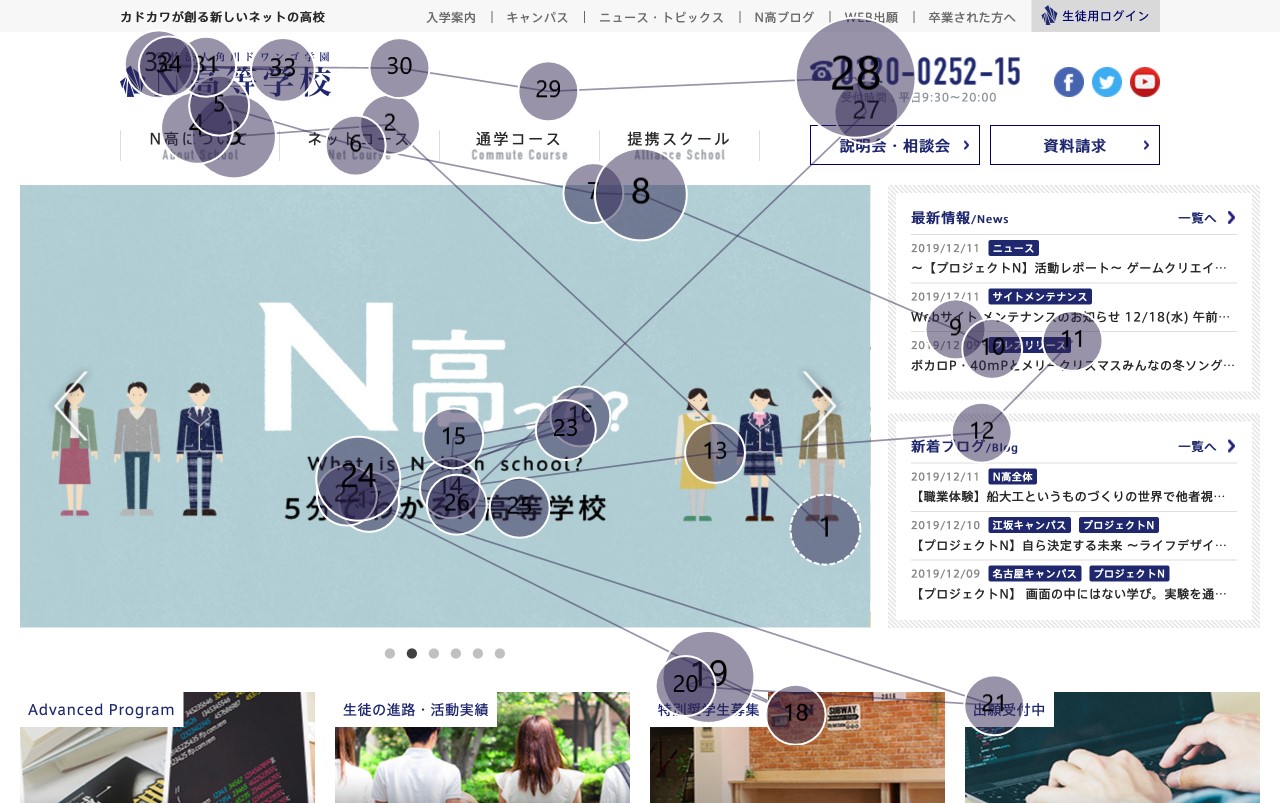 カドカワが創る新しいネットの高校
入学案内 | キャンパス | ニュース・トピックス | N高ブログ | WEB出願 | 卒業された方へ
生徒用ログイン
高等学校
0-0252-15
受付時間 平日9:30〜20:00
N高について
About School
ネットコース
Net Course
通学コース
Commute Course
提携スクール
Alliance School
説明会・相談会
資料請求
最新情報/News
一覧へ
2019/12/11 ニュース
〜【プロジェクトN】活動レポート〜 ゲームクリエイ…
2019/12/11 サイトメンテナンス
Webサイトメンテナンスのお知らせ 12/18(水) 午前…
2019/12/09 プレスリリース
ボカロP・40mPとメリークリスマスみんなの冬ソング…
新着ブログ/Blog
一覧へ
2019/12/11 N高全体
【職業体験】船大工というものづくりの世界で他者視…
2019/12/10 江坂キャンパス プロジェクトN
【プロジェクトN】自ら決定する未来 〜ライフデザイ…
2019/12/09 名古屋キャンパス プロジェクトN
【プロジェクトN】 画面の中にはない学び。実験を通…
N高って?
What is N high school?
5分でわかるN高等学校
Advanced Program
生徒の進路・活動実績
特別奨学生募集
出願受付中
SUBWAY
1
2
3
4
5
6
7
8
9
10
11
12
13
14
15
16
17
18
19
20
21
22
23
24
25
26
27
28
29
30
31
32
33
34